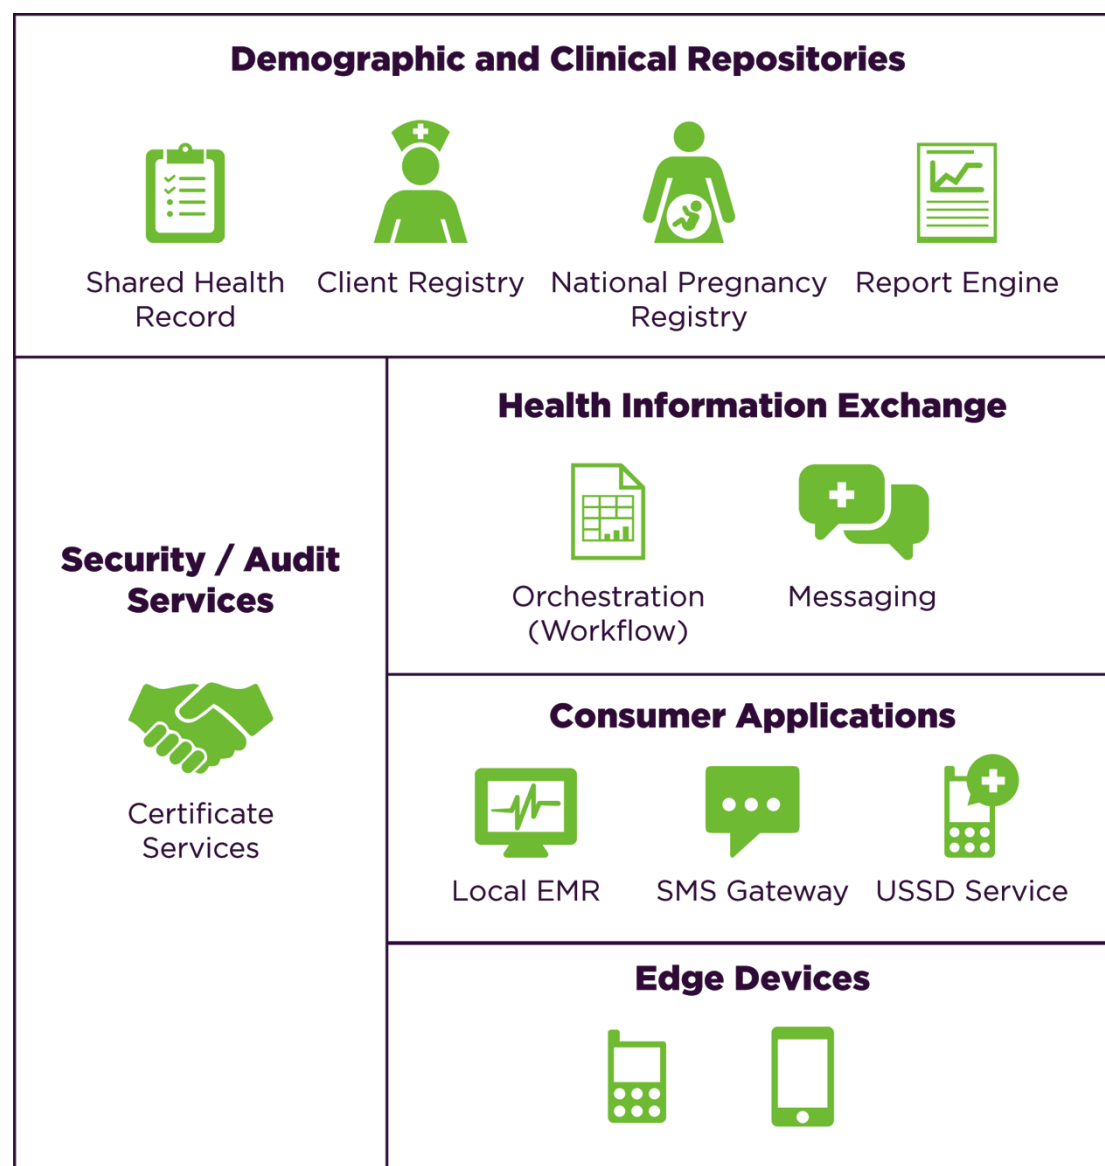 Demographic and Clinical Repositories
Shared Health
Record
Client Registry
National Pregnancy
Registry
Report Engine
Security / Audit
Services
Certificate
Services
Health Information Exchange
Orchestration
(Workflow)
Messaging
Consumer Applications
Local EMR
SMS Gateway
USSD Service
Edge Devices